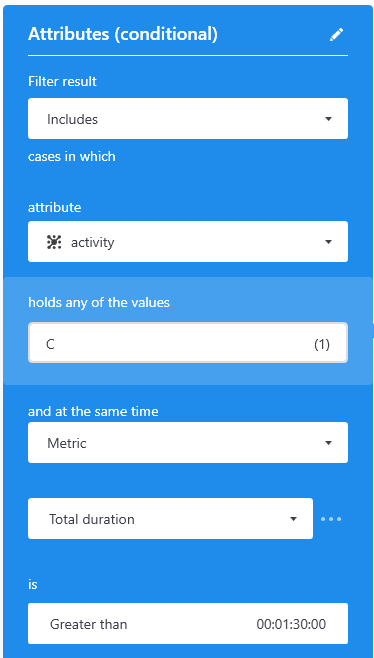 Attributes (conditional)
Filter result
Includes
cases in which
attribute
activity
holds any of the values
C (1)
and at the same time
Metric
Total duration
is
Greater than 00:01:30:00